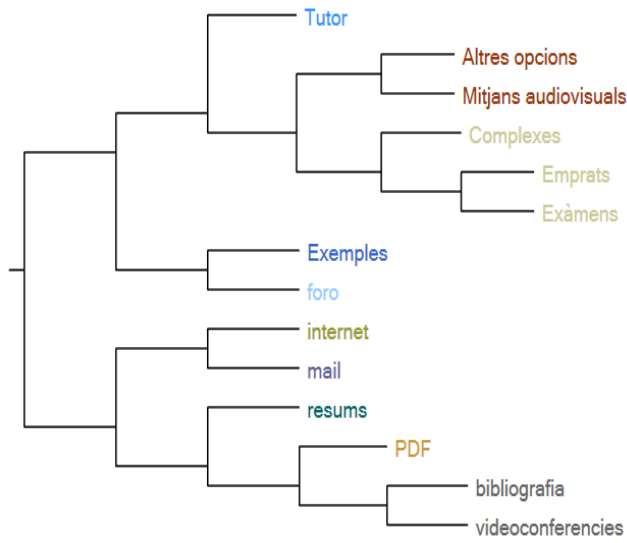 Tutor
Altres opcions
Mitjans audiovisuals
Complexes
Emprats
Exàmens
Exemples
foro
internet
mail
resums
PDF
bibliografia
videoconferencies